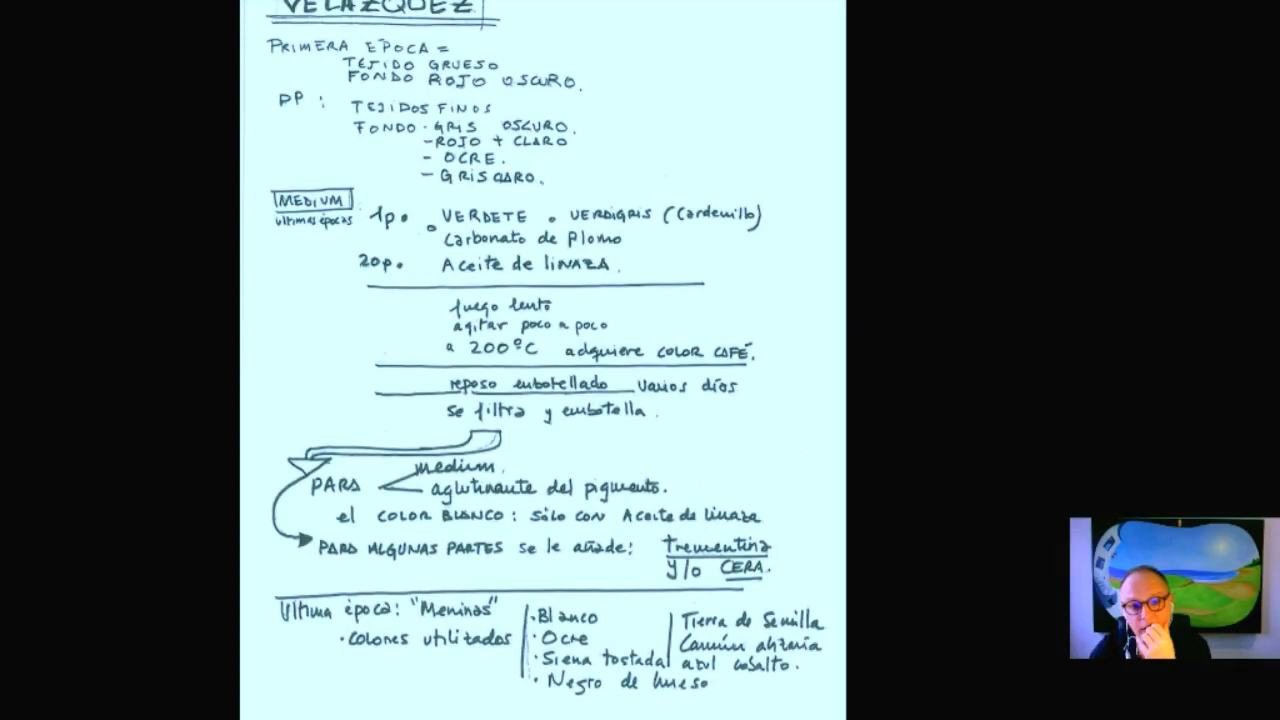 VELAZQUEZ
PRIMERA EPOCA =
TEJIDO GRUESO
FONDO ROJO OSCURO.
DP : TEJIDOS FINOS
FONDO · GRIS OSCURO.
- ROJO + CLARO
- OCRE.
- GRIS CLARO.
MEDIUM
últimas épocas
1p. VERDETE o VERDIGRIS (Cardenillo)
o Carbonato de Plomo
20p. Aceite de LINAZA.
fuego lento
agitar poco a poco
a 200ºC adquiere COLOR CAFÉ.
reposo embotellado varios días
se filtra y embotella.
PARA medium.
aglutinante del pigmento.
el COLOR BLANCO: Sólo con Aceite de linaza
PARA ALGUNAS PARTES se le añade: trementina
y/o CERA.
Ultima época: "Meninas"
· colores utilizados
· Blanco
· Ocre
· Siena tostada
· Negro de hueso
Tierra de Sevilla
Carmín alizaria
azul cobalto.